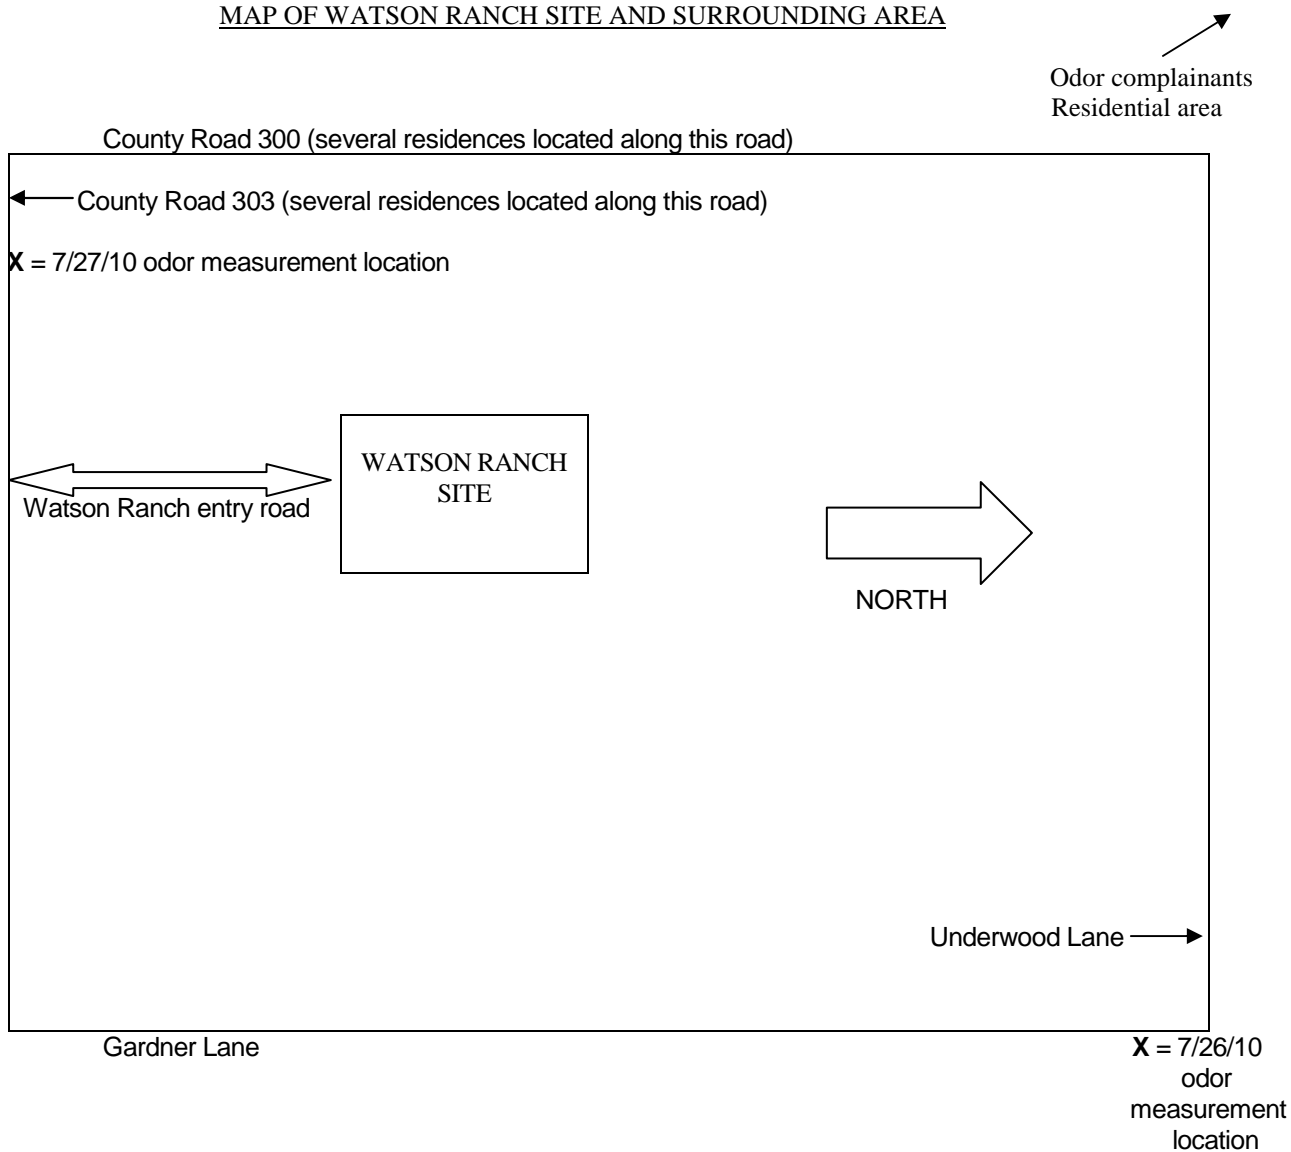 MAP OF WATSON RANCH SITE AND SURROUNDING AREA
Odor complainants
Residential area
County Road 300 (several residences located along this road)
County Road 303 (several residences located along this road)
X = 7/27/10 odor measurement location
WATSON RANCH
SITE
Watson Ranch entry road
NORTH
Underwood Lane
Gardner Lane
X = 7/26/10
odor
measurement
location